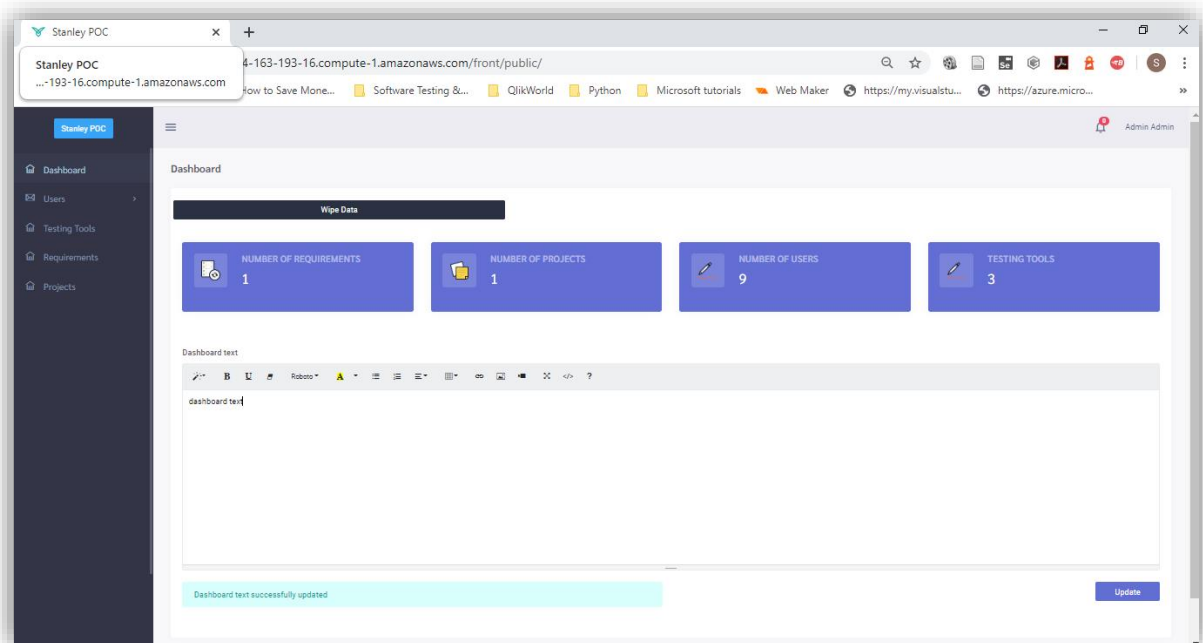 Stanley POC
Stanley POC
...-193-16.compute-1.amazonaws.com
4-163-193-16.compute-1.amazonaws.com/front/public/
How to Save Mone... Software Testing &... QlikWorld Python Microsoft tutorials Web Maker https://my.visualstu... https://azure.micro... »
Stanley POC
Admin Admin
Dashboard
Users
Testing Tools
Requirements
Projects
Dashboard
Wipe Data
NUMBER OF REQUIREMENTS
1
NUMBER OF PROJECTS
1
NUMBER OF USERS
9
TESTING TOOLS
3
Dashboard text
B U Roboto A </> ?
dashboard text
Dashboard text successfully updated
Update